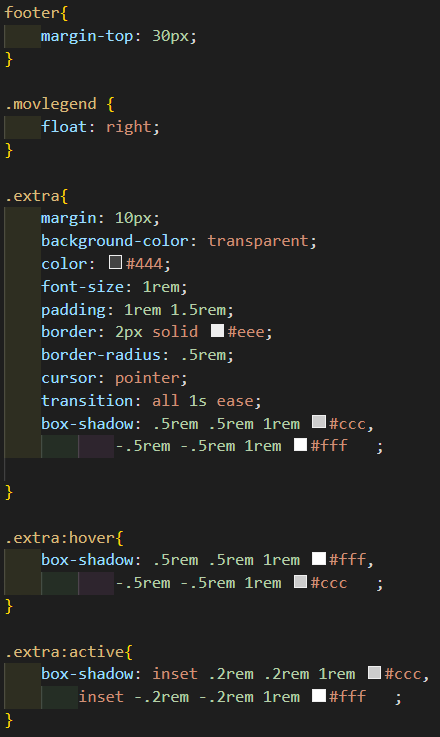 footer{
    margin-top: 30px;
}

.movlegend {
    float: right;
}

.extra{
    margin: 10px;
    background-color: transparent;
    color: #444;
    font-size: 1rem;
    padding: 1rem 1.5rem;
    border: 2px solid #eee;
    border-radius: .5rem;
    cursor: pointer;
    transition: all 1s ease;
    box-shadow: .5rem .5rem 1rem #ccc,
            -.5rem -.5rem 1rem #fff   ;

}

.extra:hover{
    box-shadow: .5rem .5rem 1rem #fff,
            -.5rem -.5rem 1rem #ccc   ;
}

.extra:active{
    box-shadow: inset .2rem .2rem 1rem #ccc,
        inset -.2rem -.2rem 1rem #fff   ;
}